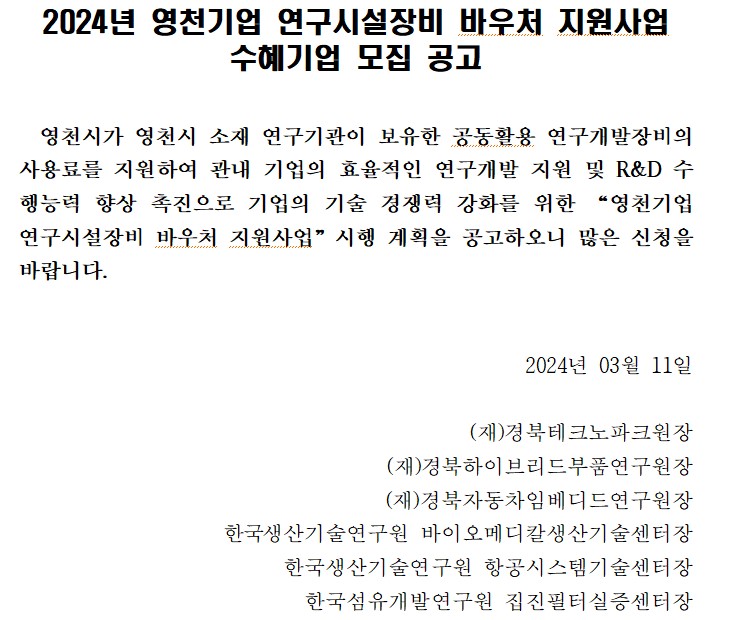 2024년 영천기업 연구시설장비 바우처 지원사업
수혜기업 모집 공고
영천시가 영천시 소재 연구기관이 보유한 공동활용 연구개발장비의
사용료를 지원하여 관내 기업의 효율적인 연구개발 지원 및 R&D 수
행능력 향상 촉진으로 기업의 기술 경쟁력 강화를 위한 “영천기업
연구시설장비 바우처 지원사업” 시행 계획을 공고하오니 많은 신청을
바랍니다.
2024년 03월 11일
(재)경북테크노파크원장
(재)경북하이브리드부품연구원장
(재)경북자동차임베디드연구원장
한국생산기술연구원 바이오메디칼생산기술센터장
한국생산기술연구원 항공시스템기술센터장
한국섬유개발연구원 집진필터실증센터장